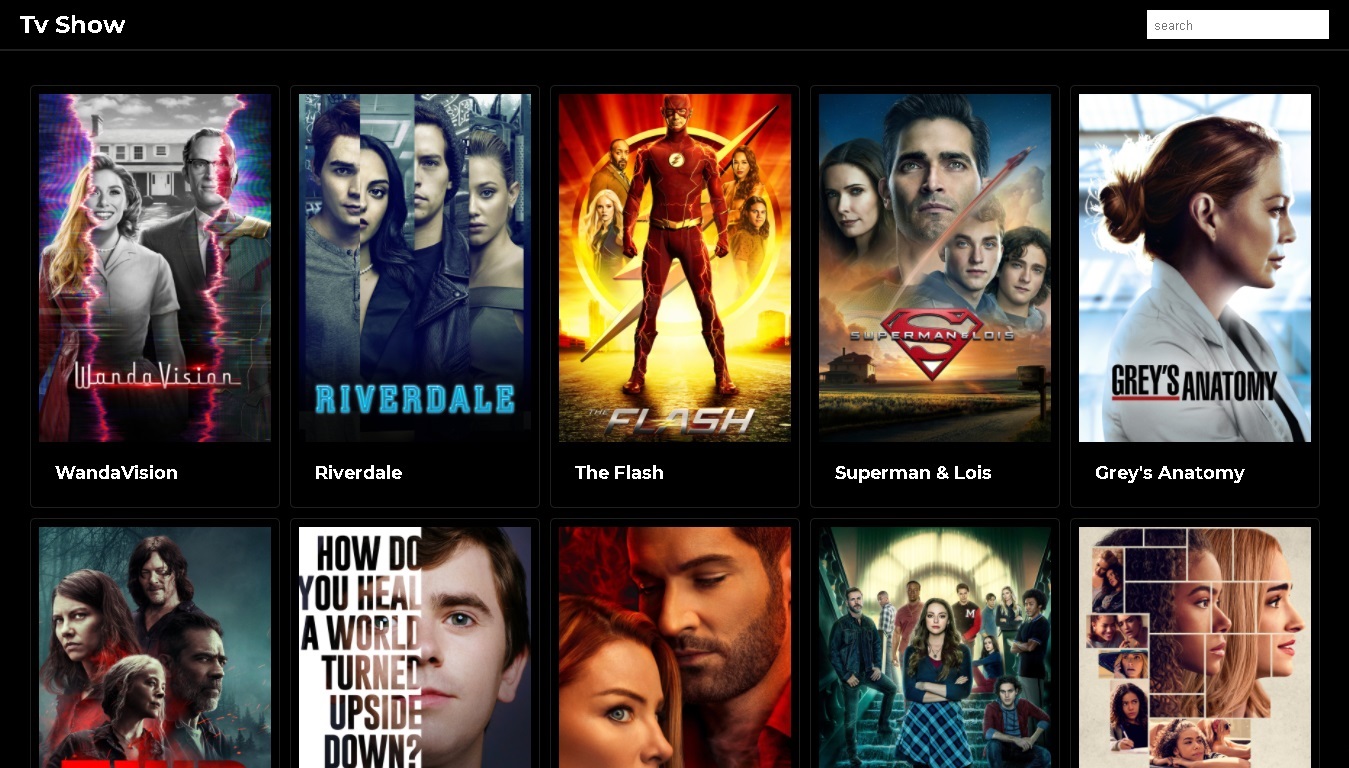 Tv Show
search
WandaVision
RIVERDALE
THE
FLASH
SUPERMAN & LOIS
GREY'S ANATOMY
WandaVision
Riverdale
The Flash
Superman & Lois
Grey's Anatomy
HOW DO
YOU HEAL
A WORLD
TURNED
UPSIDE
DOWN?
M